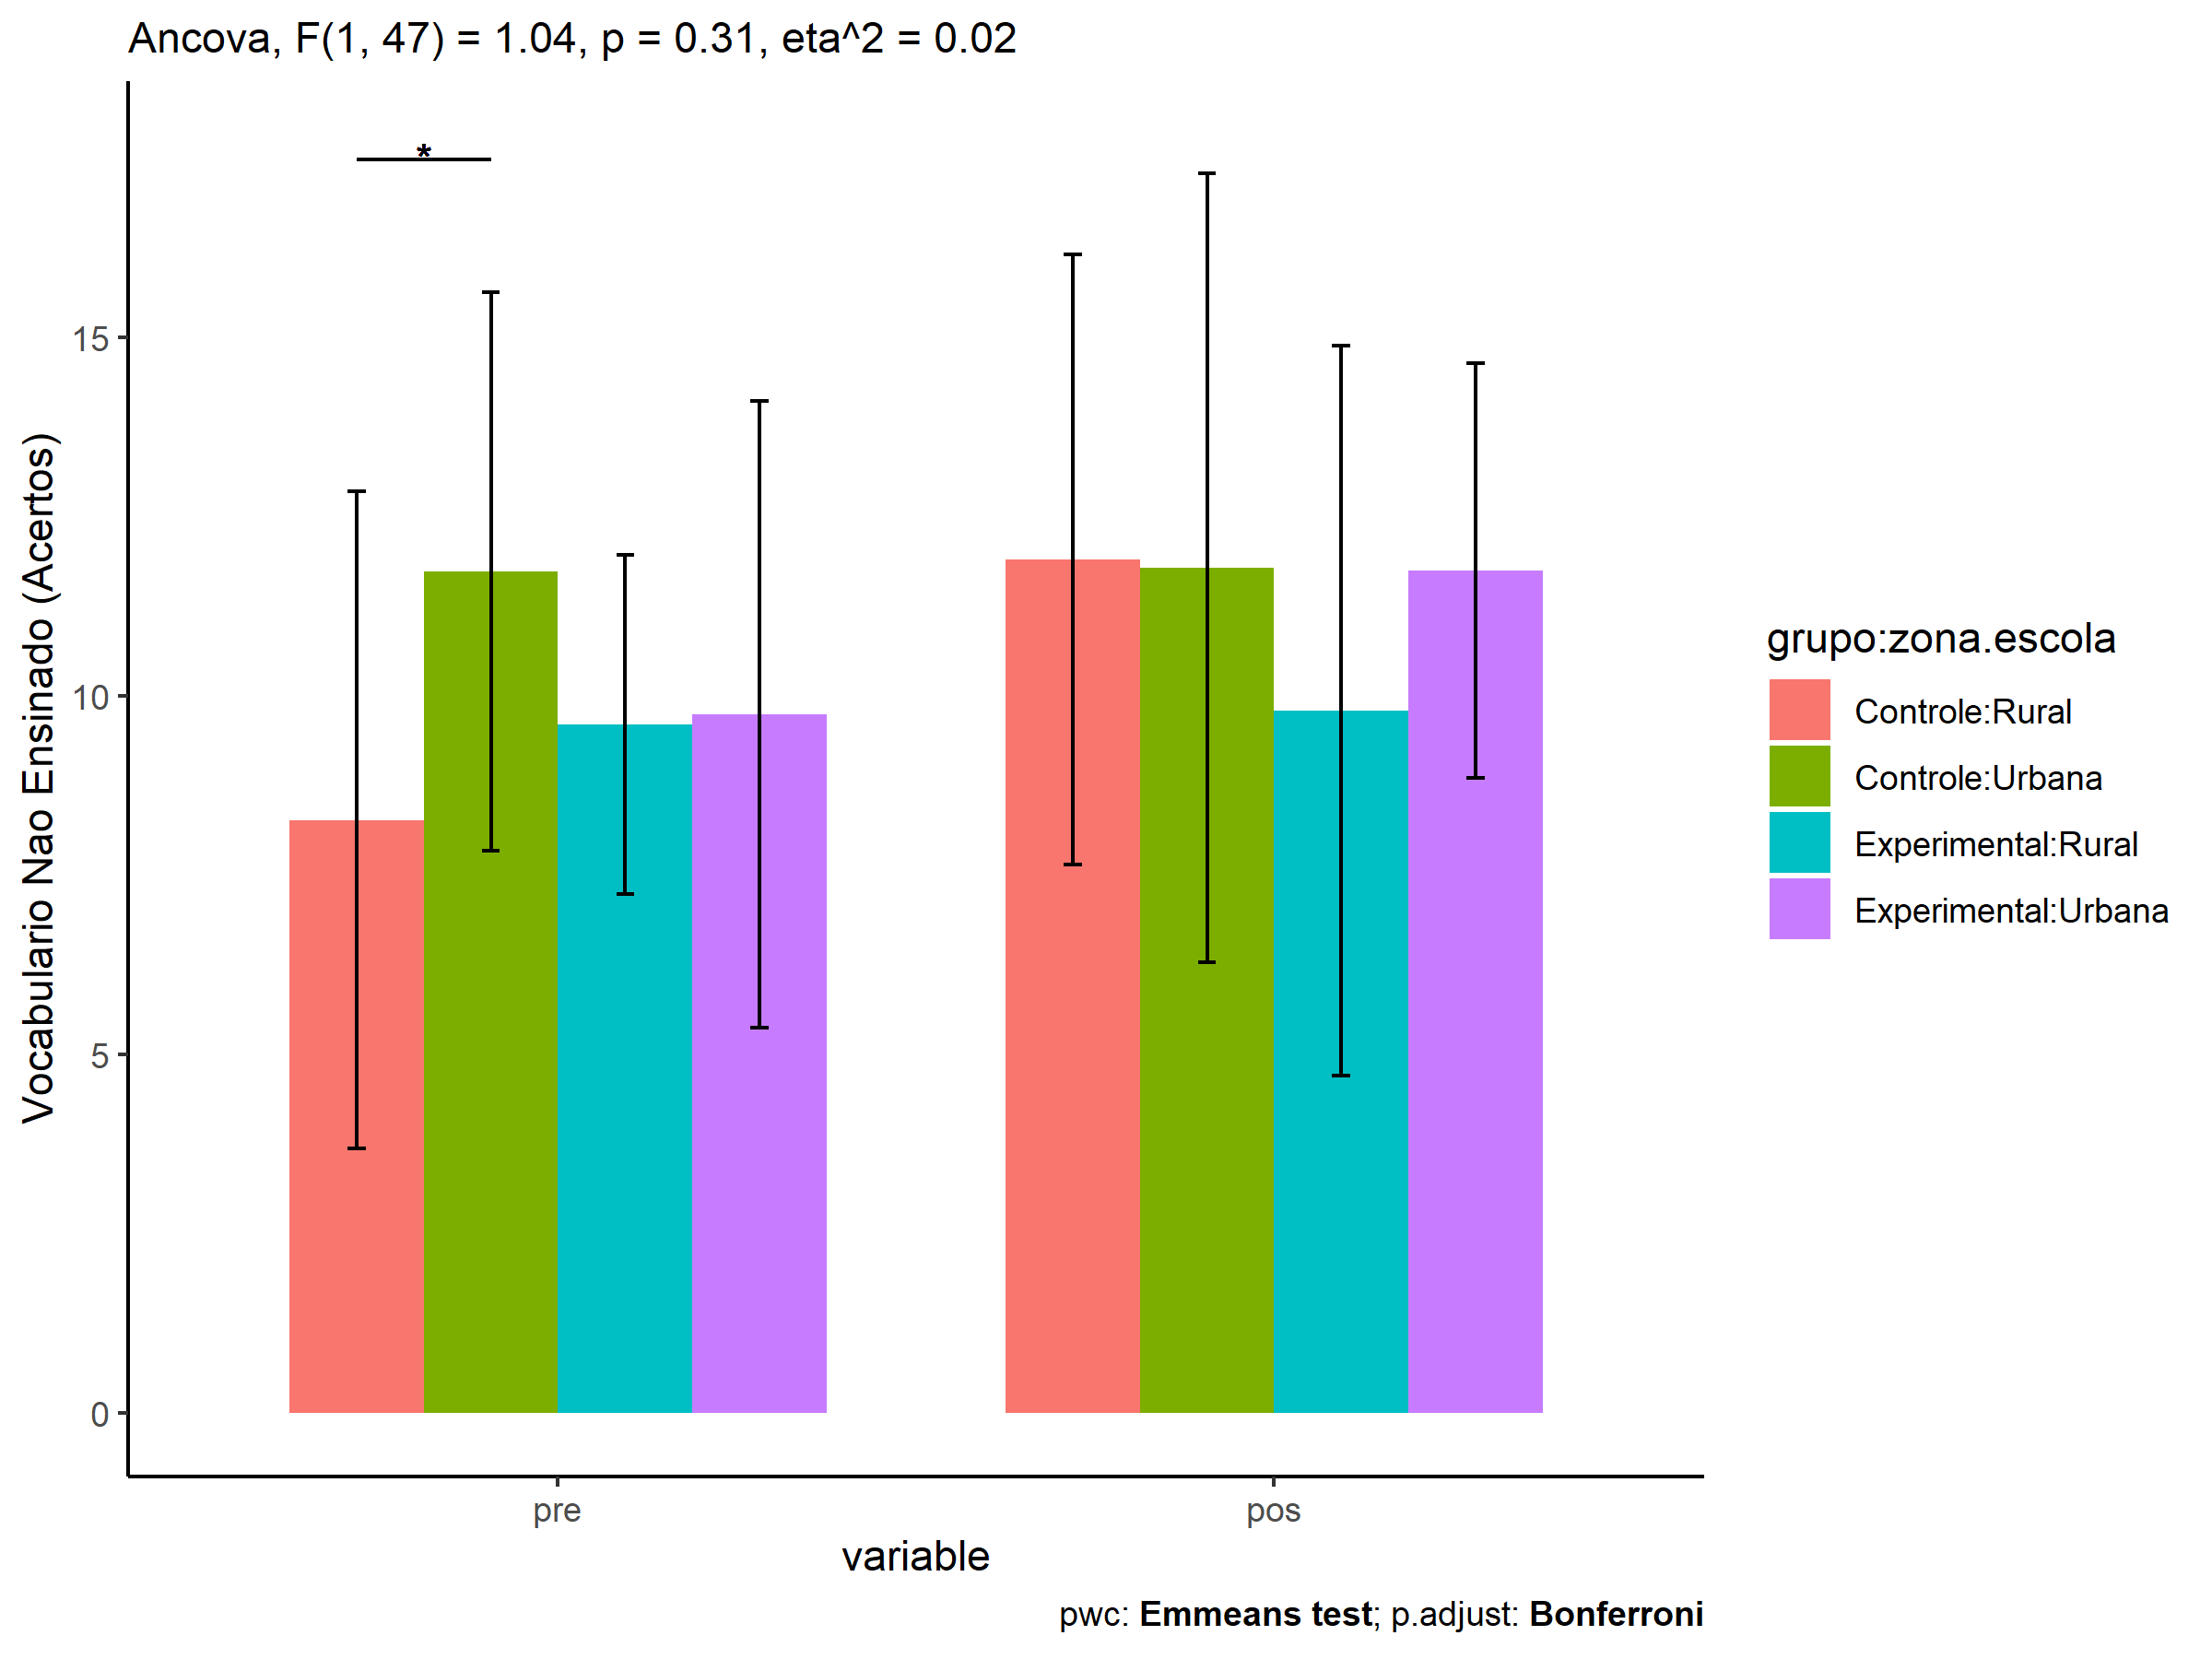 Ancova, F(1, 47) = 1.04, p = 0.31, eta^2 = 0.02
*
Vocabulario Nao Ensinado (Acertos)
15
10
5
0
pre
pos
variable
grupo:zona.escola
Controle:Rural
Controle:Urbana
Experimental:Rural
Experimental:Urbana
pwc: Emmeans test; p.adjust: Bonferroni